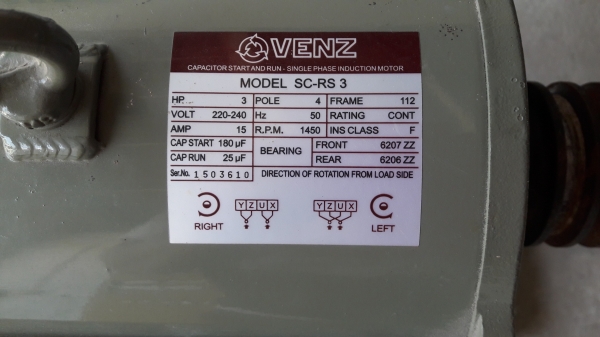 VENZ
CAPACITOR START AND RUN - SINGLE PHASE INDUCTION MOTOR
MODEL SC-RS 3
HP 3 POLE 4 FRAME 112
VOLT 220-240 Hz 50 RATING CONT
AMP 15 R.P.M. 1450 INS CLASS F
CAP START 180 µF BEARING FRONT 6207 ZZ
CAP RUN 25 µF REAR 6206 ZZ
Ser.No. 1503610 DIRECTION OF ROTATION FROM LOAD SIDE
Y Z U X Y Z U X
RIGHT LEFT